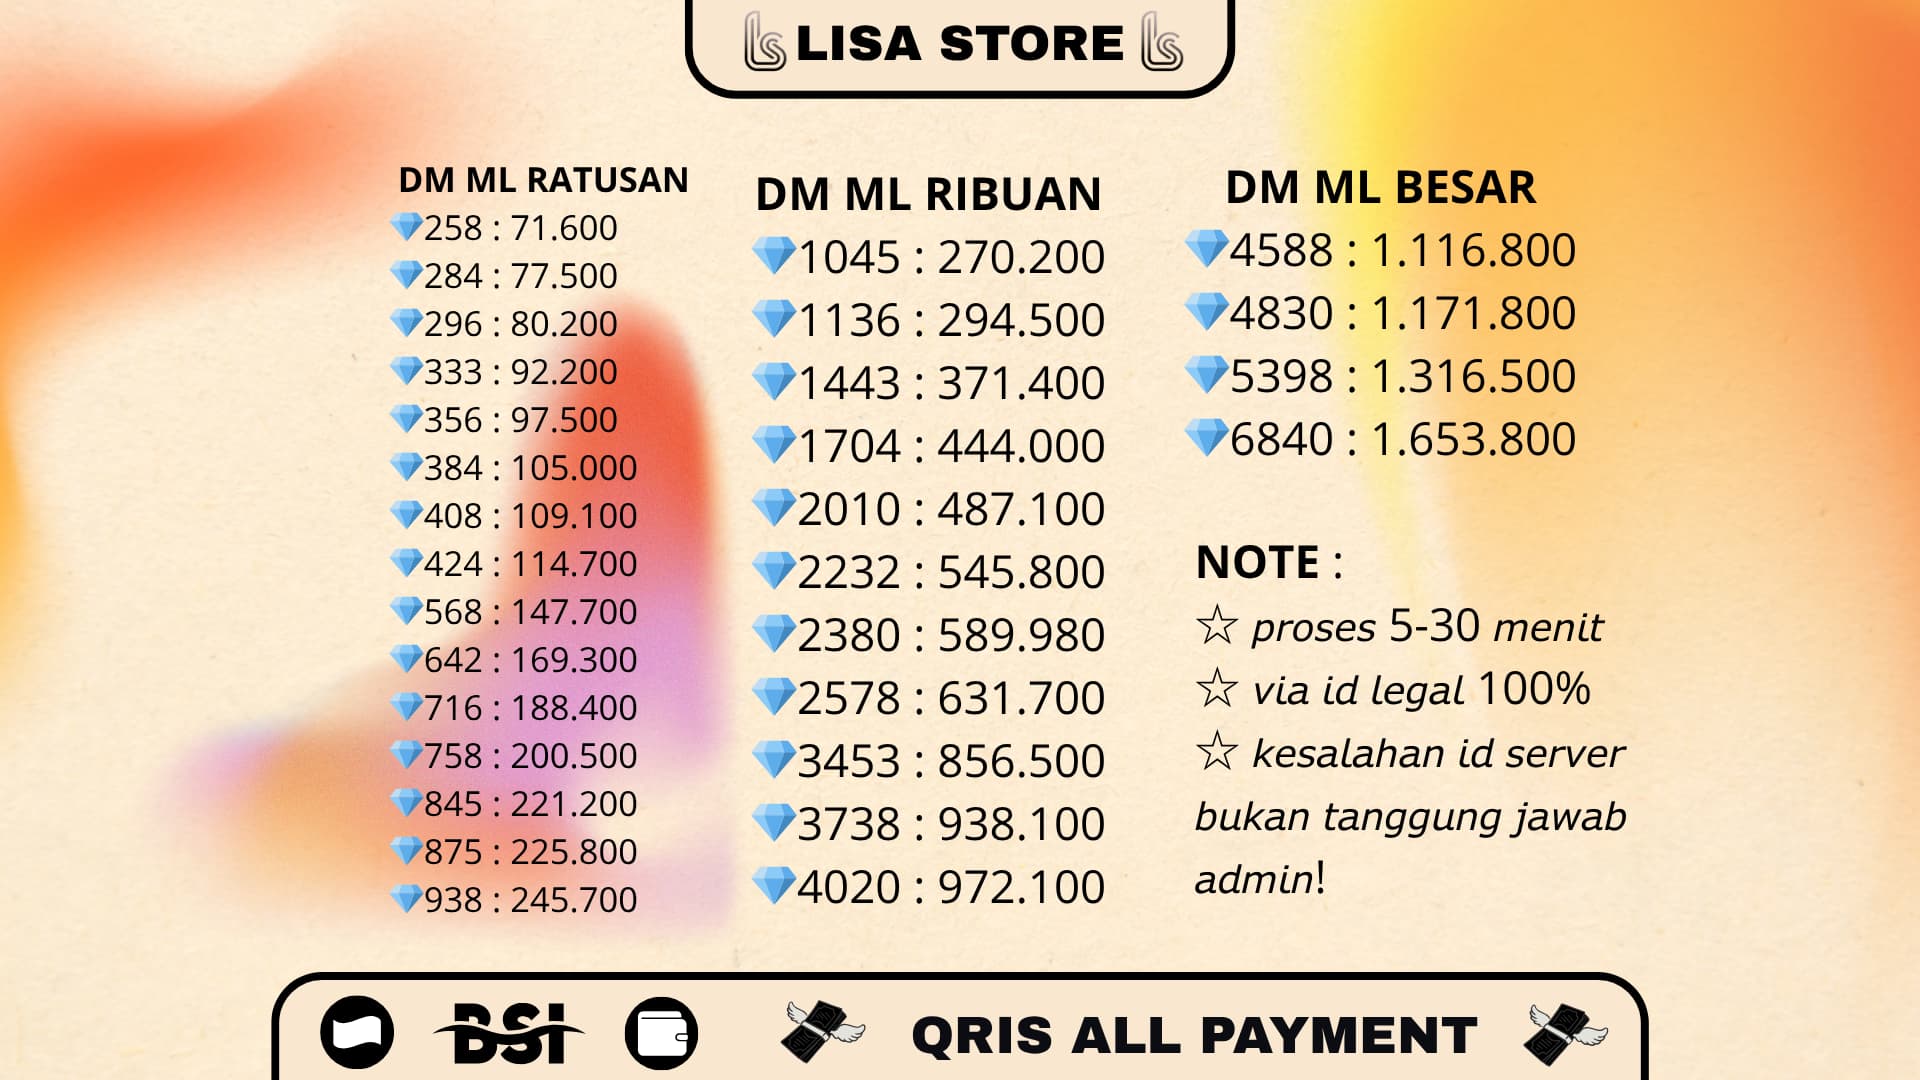 LISA STORE
DM ML RATUSAN
💎258 : 71.600
💎284 : 77.500
💎296 : 80.200
💎333 : 92.200
💎356 : 97.500
💎384 : 105.000
💎408 : 109.100
💎424 : 114.700
💎568 : 147.700
💎642 : 169.300
💎716 : 188.400
💎758 : 200.500
💎845 : 221.200
💎875 : 225.800
💎938 : 245.700
DM ML RIBUAN
💎1045 : 270.200
💎1136 : 294.500
💎1443 : 371.400
💎1704 : 444.000
💎2010 : 487.100
💎2232 : 545.800
💎2380 : 589.980
💎2578 : 631.700
💎3453 : 856.500
💎3738 : 938.100
💎4020 : 972.100
DM ML BESAR
💎4588 : 1.116.800
💎4830 : 1.171.800
💎5398 : 1.316.500
💎6840 : 1.653.800
NOTE :
☆ proses 5-30 menit
☆ via id legal 100%
☆ kesalahan id server
bukan tanggung jawab
admin!
BSI
QRIS ALL PAYMENT